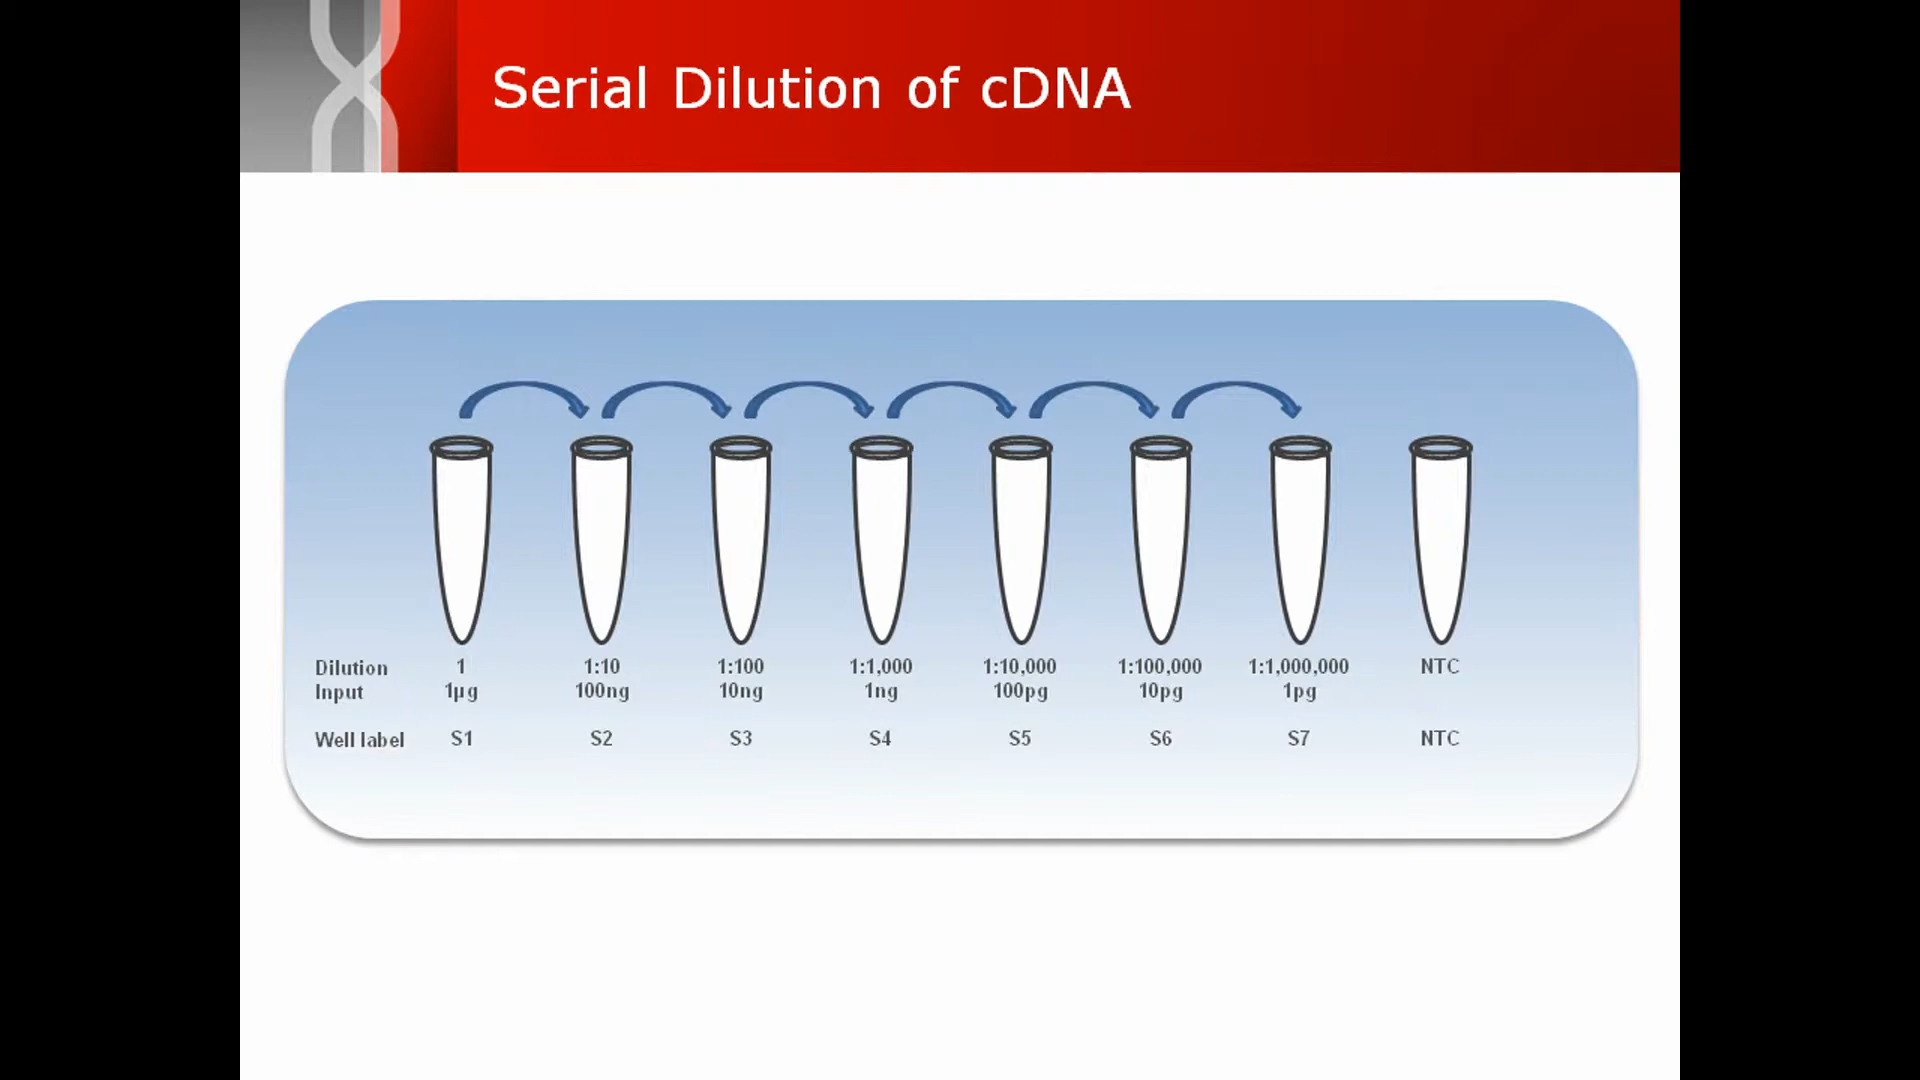 Serial Dilution of cDNA
Dilution 1 1:10 1:100 1:1,000 1:10,000 1:100,000 1:1,000,000 NTC
Input 1µg 100ng 10ng 1ng 100pg 10pg 1pg
Well label S1 S2 S3 S4 S5 S6 S7 NTC